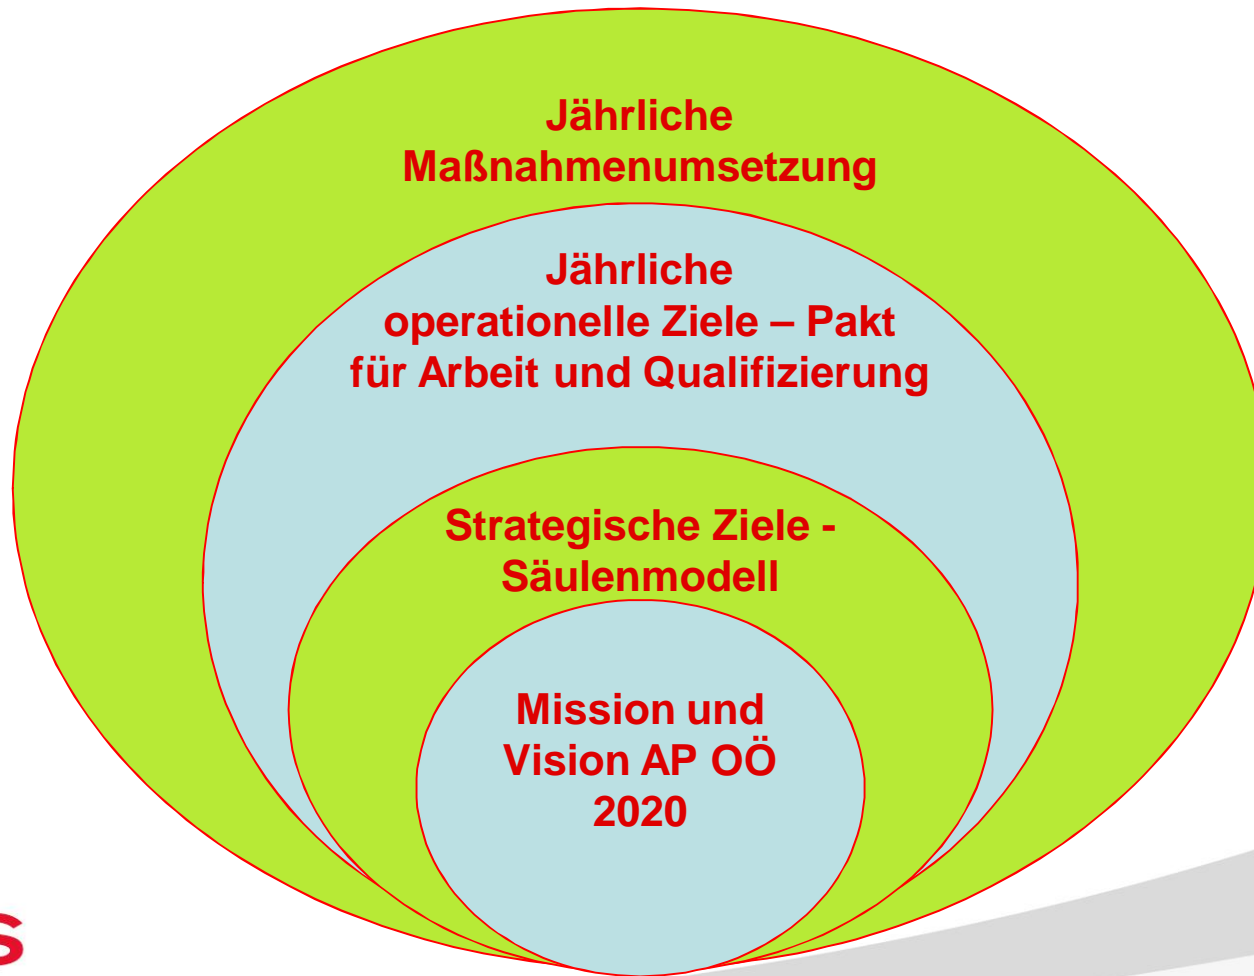 Jährliche
Maßnahmenumsetzung
Jährliche
operationelle Ziele – Pakt
für Arbeit und Qualifizierung
Strategische Ziele -
Säulenmodell
Mission und
Vision AP OÖ
2020
s